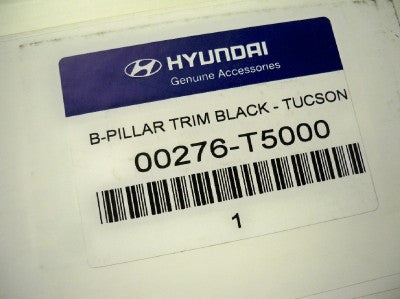 HYUNDAI
Genuine Accessories
B-PILLAR TRIM BLACK - TUCSON
00276-T5000
1